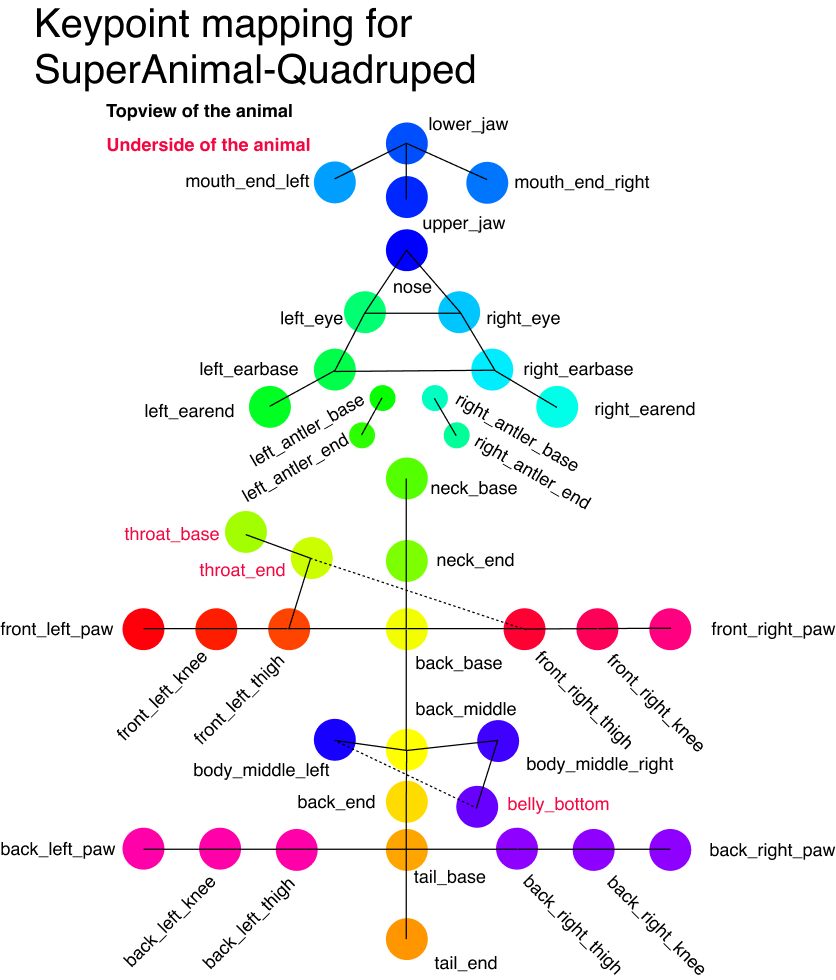 Keypoint mapping for
SuperAnimal-Quadruped
Topview of the animal
Underside of the animal
lower_jaw
mouth_end_left
mouth_end_right
upper_jaw
nose
left_eye
right_eye
left_earbase
right_earbase
left_earend
right_earend
left_antler_base
right_antler_base
left_antler_end
right_antler_end
neck_base
throat_base
neck_end
throat_end
front_left_paw
front_right_paw
back_base
front_left_knee
front_left_thigh
front_right_thigh
front_right_knee
back_middle
body_middle_left
body_middle_right
back_end
belly_bottom
back_left_paw
back_right_paw
tail_base
back_left_knee
back_left_thigh
back_right_thigh
back_right_knee
tail_end